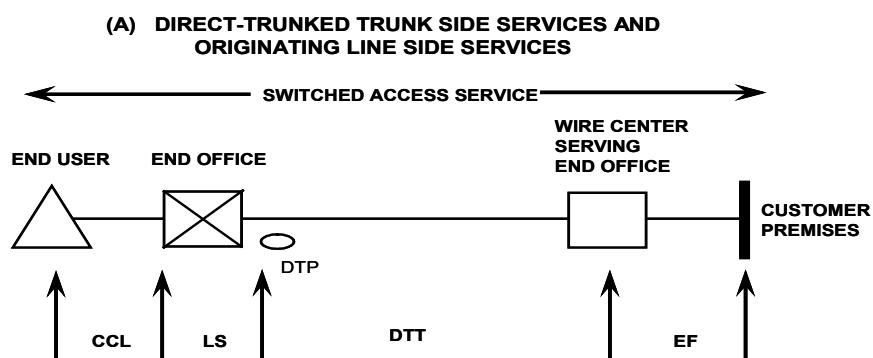 (A) DIRECT-TRUNKED TRUNK SIDE SERVICES AND
ORIGINATING LINE SIDE SERVICES
SWITCHED ACCESS SERVICE
WIRE CENTER
SERVING
END OFFICE
END USER
END OFFICE
CUSTOMER
PREMISES
DTP
CCL
LS
DTT
EF